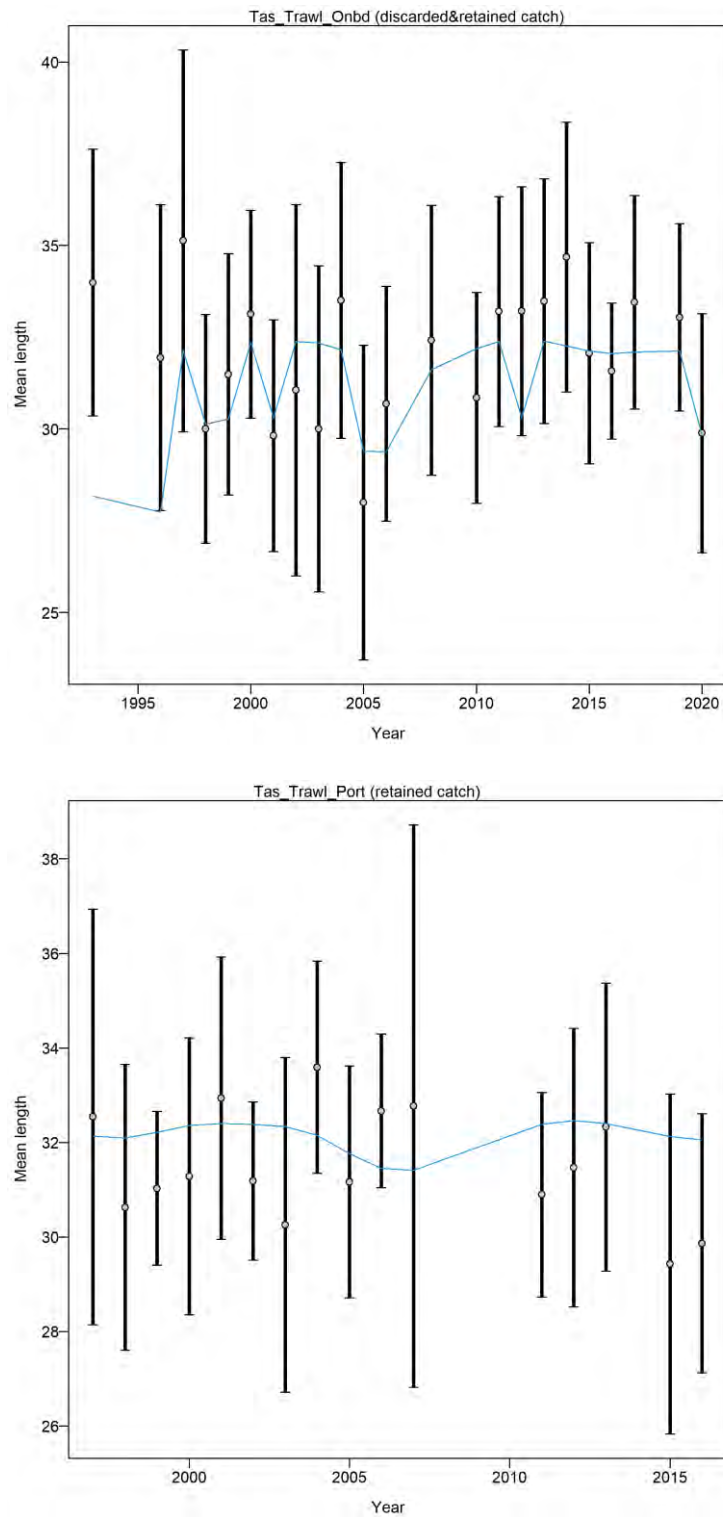 Tas_Trawl_Onbd (discarded&retained catch)
40
35
Mean length
30
25
1995 2000 2005 2010 2015 2020
Year
Tas_Trawl_Port (retained catch)
38
36
34
Mean length
32
30
28
26
2000 2005 2010 2015
Year